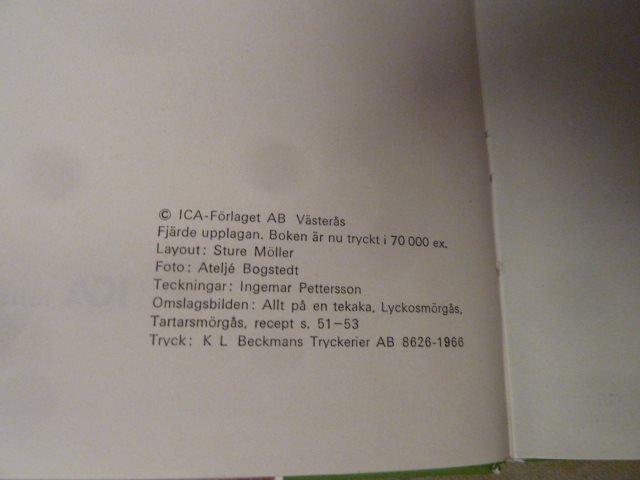 © ICA-Förlaget AB Västerås
Fjärde upplagan. Boken är nu tryckt i 70 000 ex.
Layout: Sture Möller
Foto: Ateljé Bogstedt
Teckningar: Ingemar Pettersson
Omslagsbilden: Allt på en tekaka, Lyckosmörgås,
Tartarsmörgås, recept s. 51–53
Tryck: K L Beckmans Tryckerier AB 8626-1966